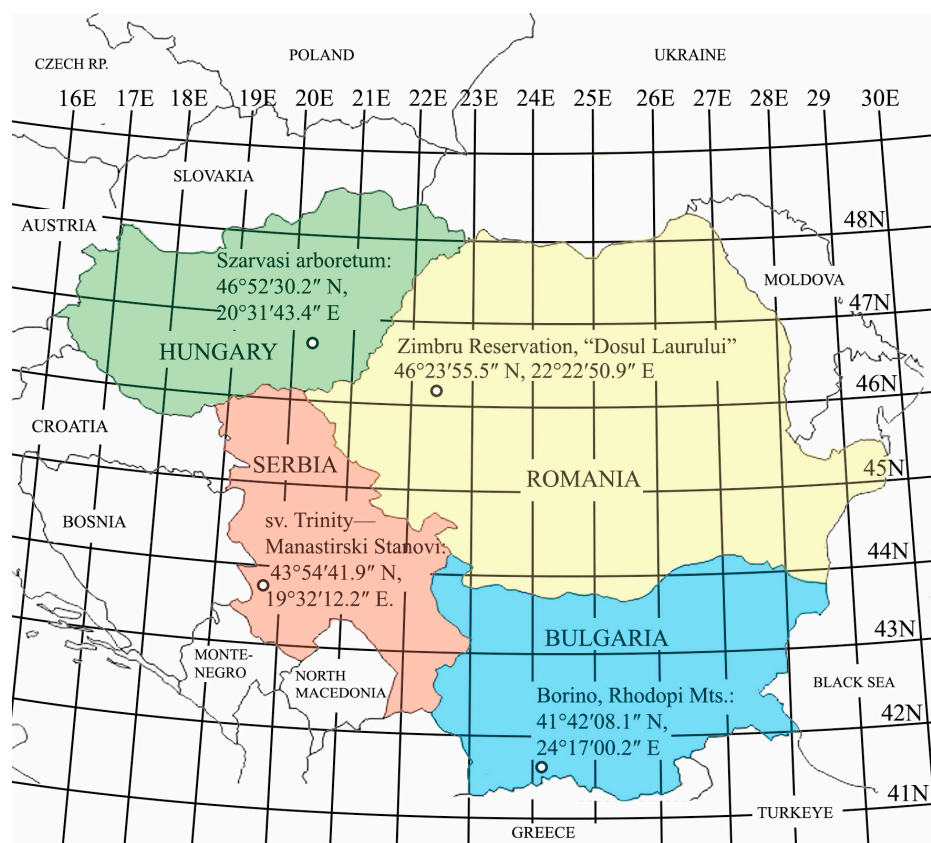 POLAND
UKRAINE
CZECH RP.
16E 17E 18E 19E 20E 21E 22E 23E 24E 25E 26E 27E 28E 29 30E
SLOVAKIA
AUSTRIA
48N
Szarvasi arboretum:
46°52′30.2″ N,
20°31′43.4″ E
MOLDOVA
47N
HUNGARY
Zimbru Reservation, “Dosul Laurului”
46°23′55.5″ N, 22°22′50.9″ E
46N
CROATIA
SERBIA
ROMANIA
45N
BOSNIA
sv. Trinity—
Manastirski Stanovi:
43°54′41.9″ N,
19°32′12.2″ E.
44N
BULGARIA
43N
MONTE-
NEGRO
NORTH
MACEDONIA
BLACK SEA
Borino, Rhodopi Mts.:
41°42′08.1″ N,
24°17′00.2″ E
42N
41N
TURKEYE
GREECE